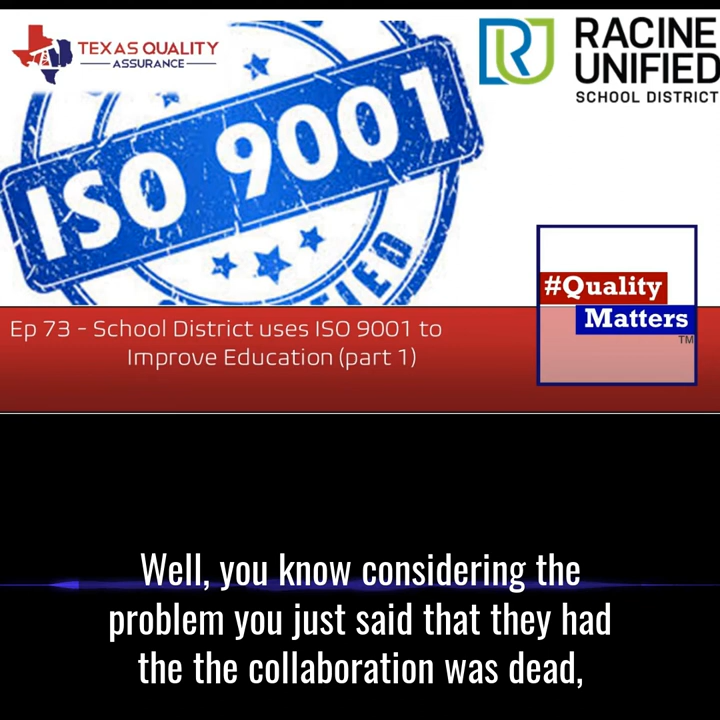 TEXAS QUALITY
ASSURANCE
RACINE
UNIFIED
SCHOOL DISTRICT
ISO 9001
#Quality
Matters
TM
Ep 73 - School District uses ISO 9001 to
Improve Education (part 1)
Well, you know considering the
problem you just said that they had
the the collaboration was dead,